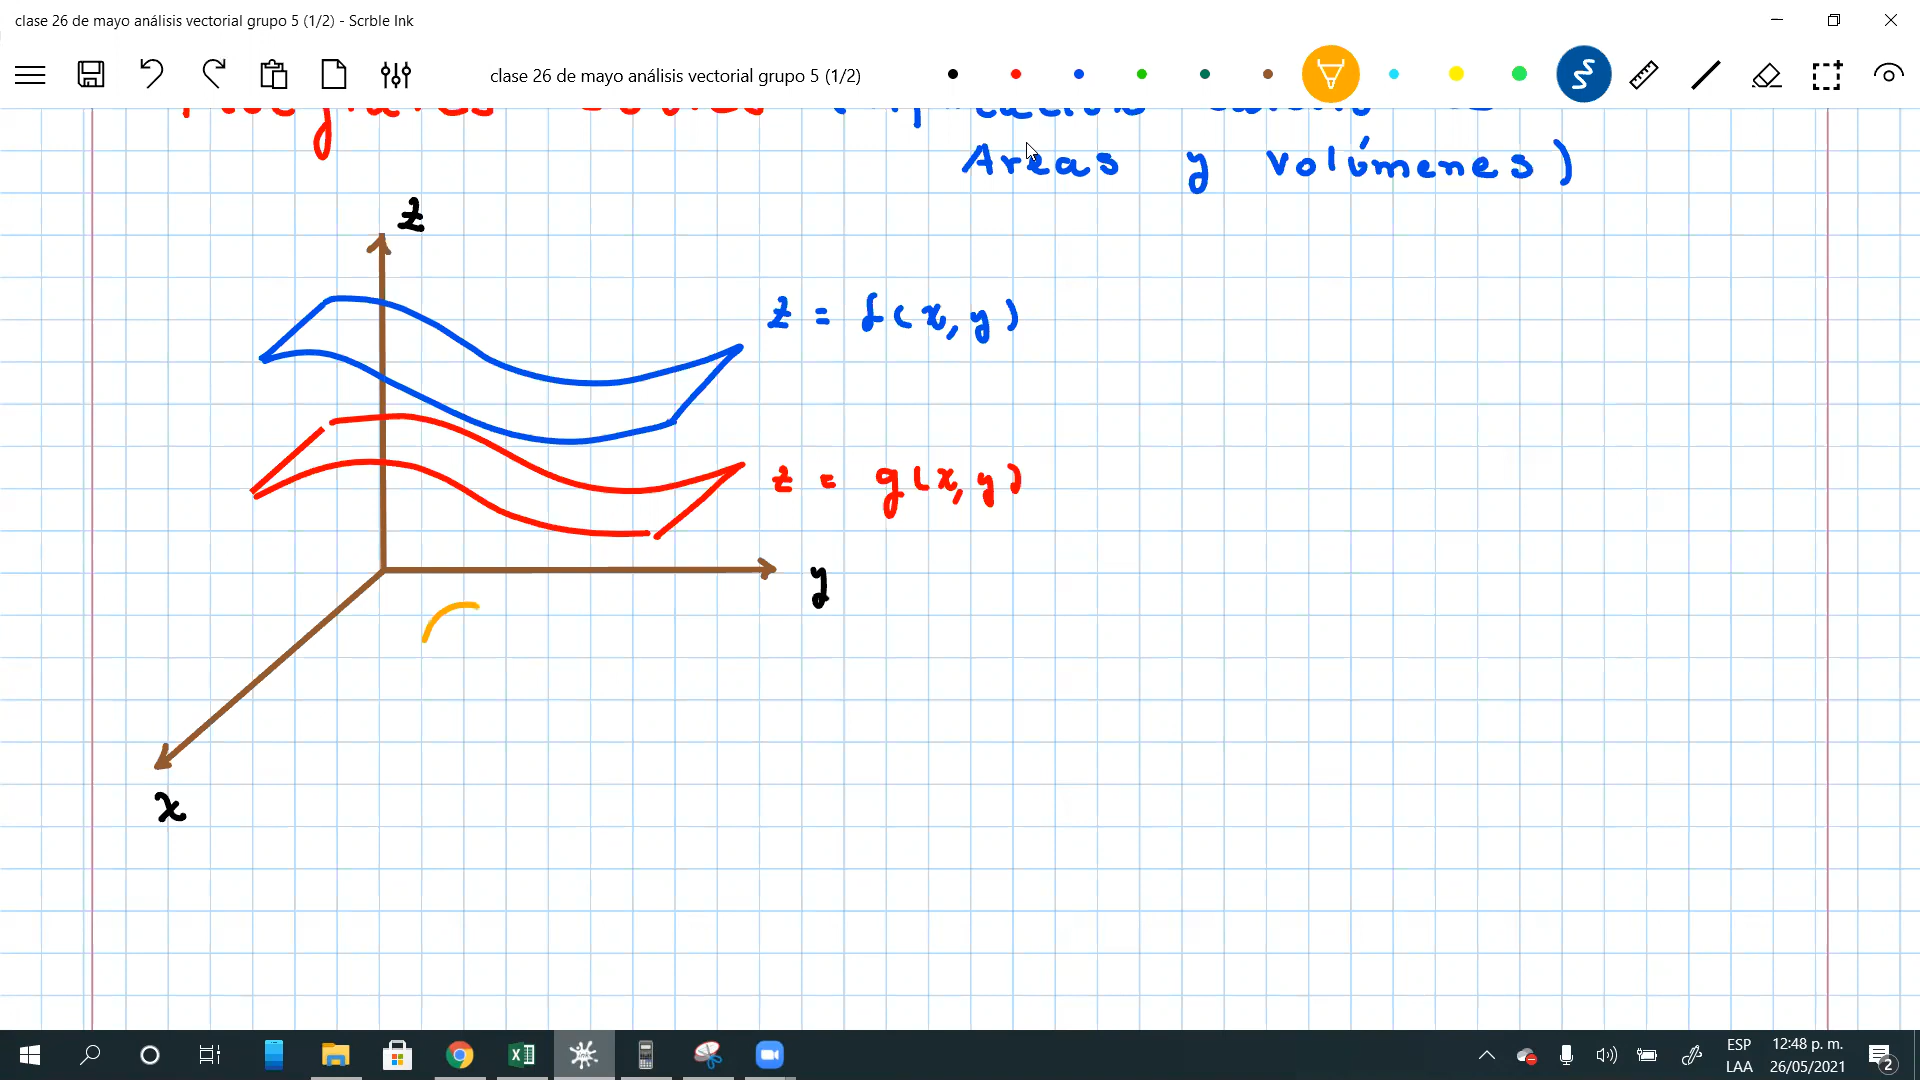 clase 26 de mayo análisis vectorial grupo 5 (1/2) - Scrble Ink
clase 26 de mayo análisis vectorial grupo 5 (1/2)
Areas y volúmenes)
z
z = f(x, y)
z = g(x, y)
y
x
ESP 12:48 p. m.
LAA 26/05/2021
2